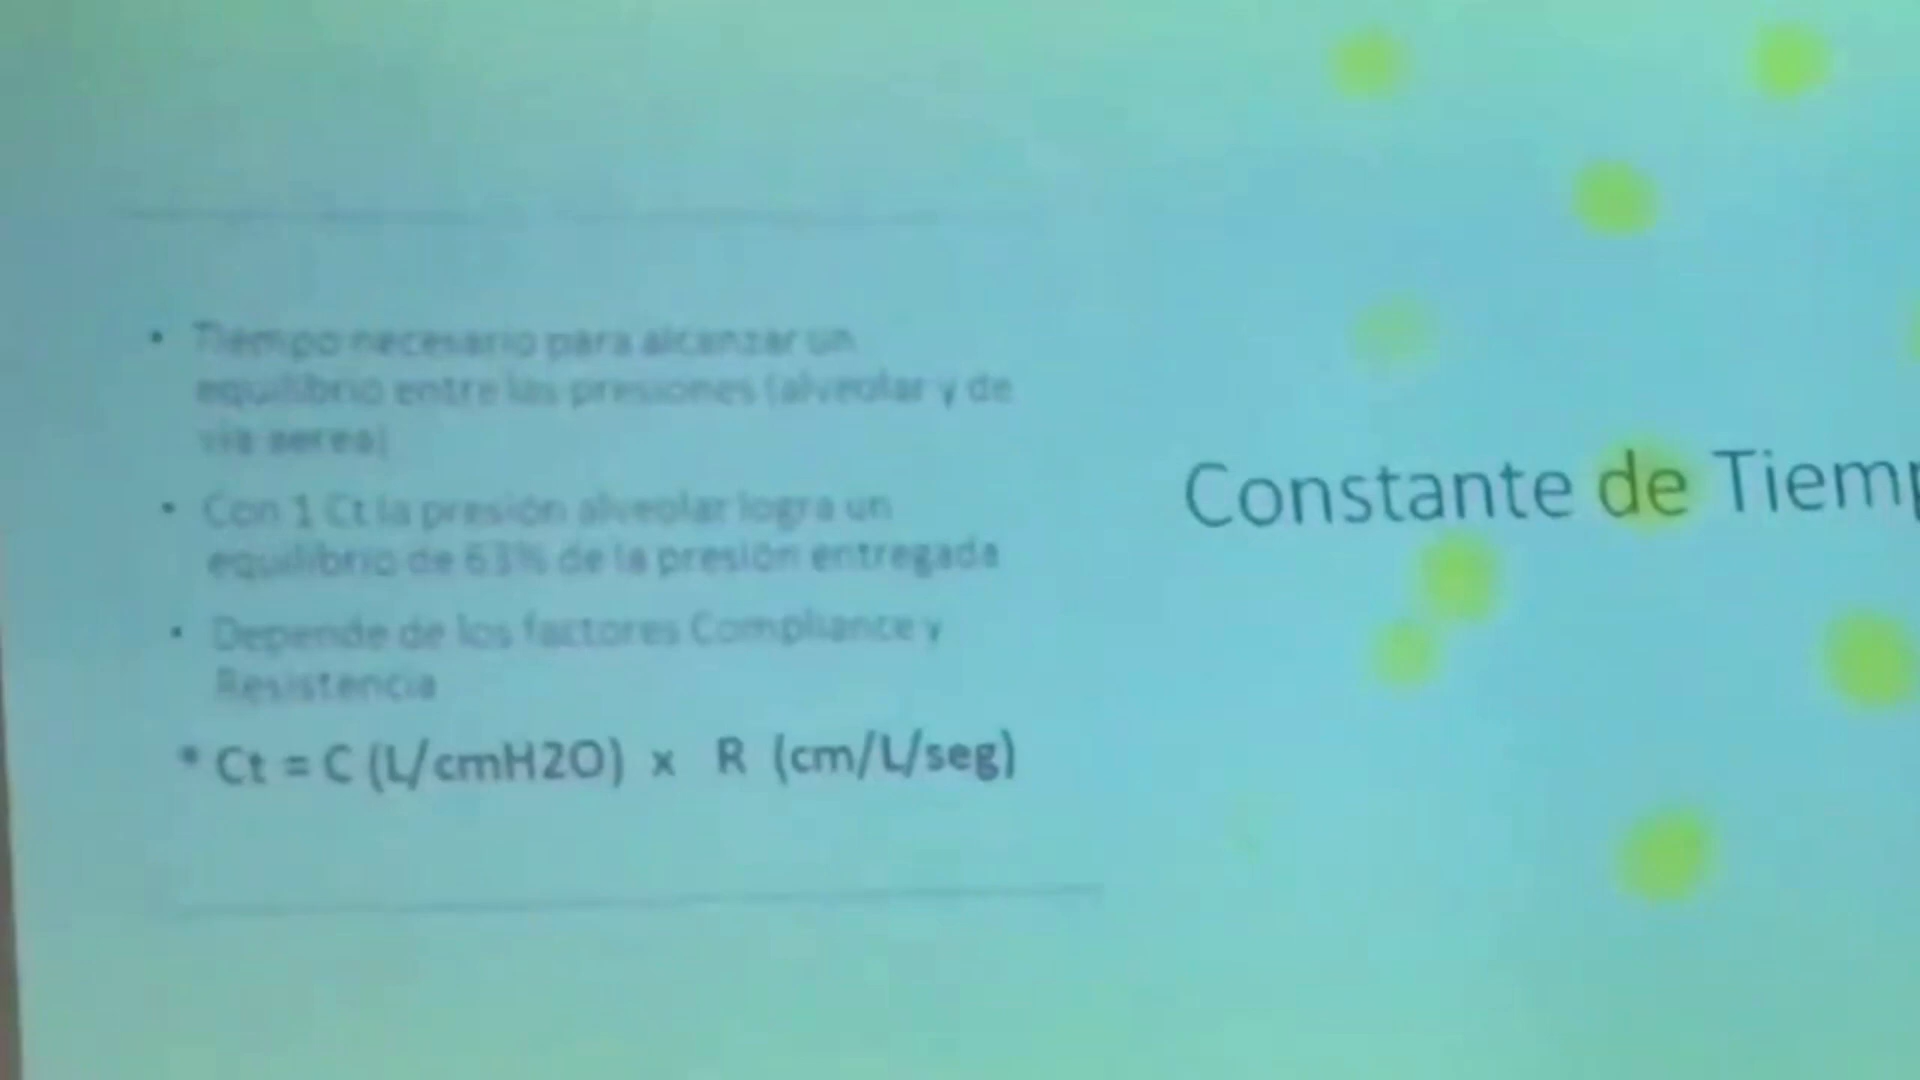 • Tiempo necesario para alcanzar un
equilibrio entre las presiones (alveolar y de
via aerea)
• Con 1 Ct la presión alveolar logra un
equilibrio de 63% de la presión entregada
• Depende de los factores Compliance y
Resistencia
* Ct = C (L/cmH2O) x R (cm/L/seg)
Constante de Tiemp